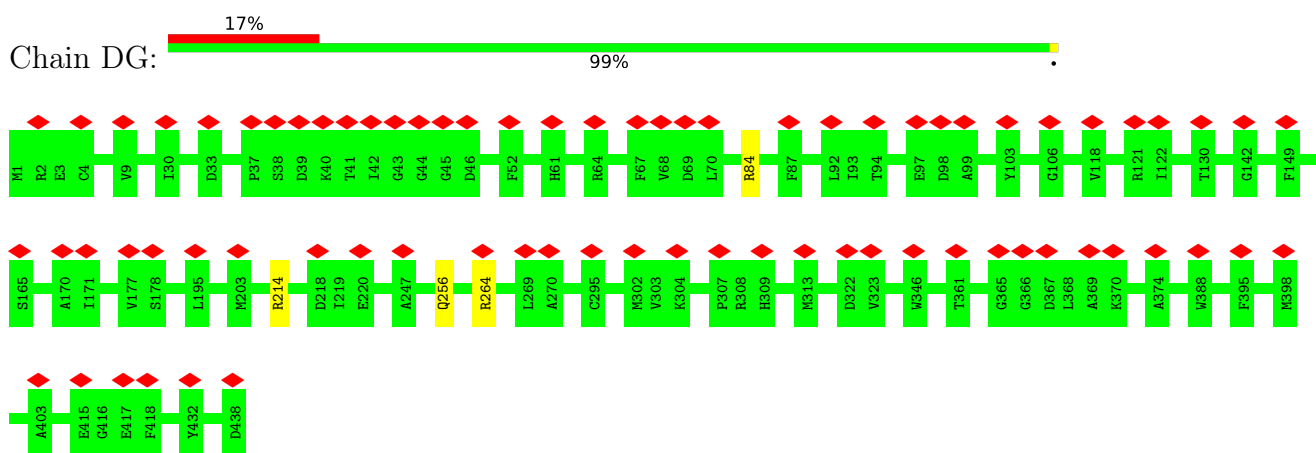 17%
Chain DG:
99%
M1 R2 E3 C4 V9 I30 D33 P37 S38 D39 K40 T41 I42 G43 G44 G45 D46 F52 H61 R64 F67 V68 D69 L70 R84 F87 L92 I93 T94 E97 D98 A99 Y103 G106 V118 R121 I122 T130 G142 F149
S165 A170 I171 V177 S178 L195 M203 R214 D218 I219 E220 A247 Q256 R264 L269 A270 C295 M302 V303 K304 P307 R308 H309 M313 D322 V323 W346 T361 G365 G366 D367 L368 A369 K370 A374 W388 F395 M398
A403 E415 G416 E417 F418 Y432 D438